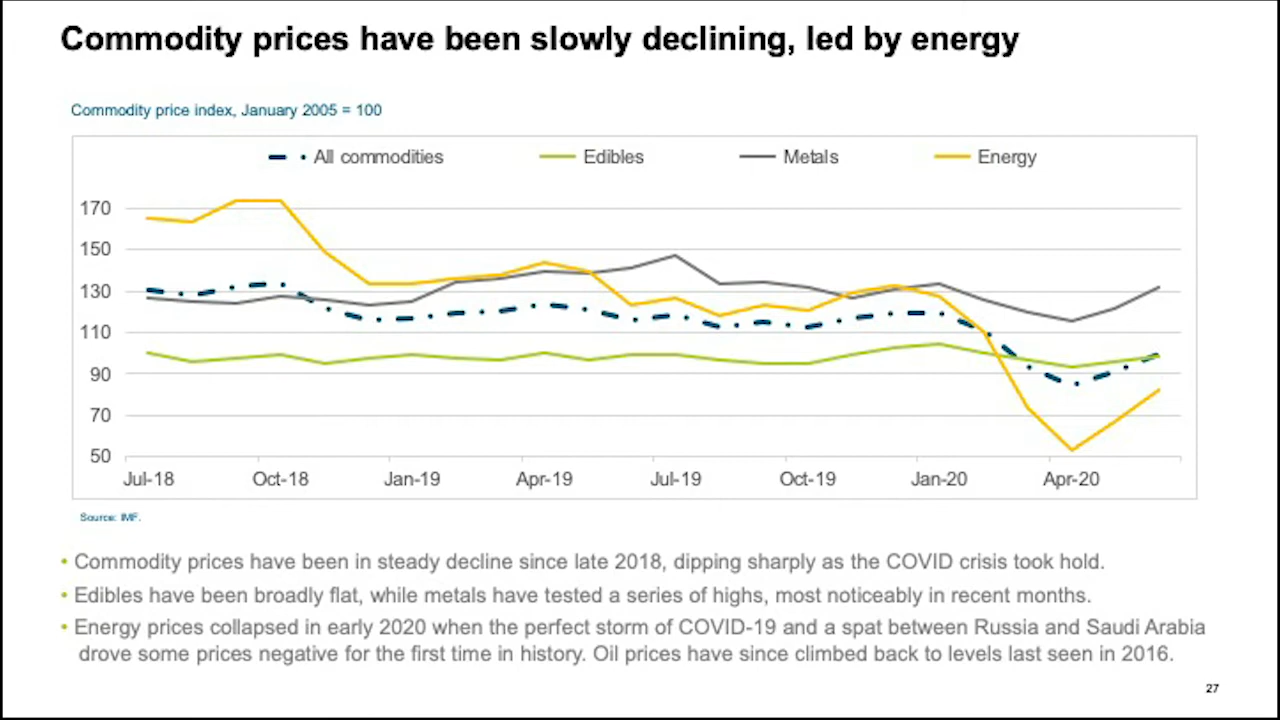 Commodity prices have been slowly declining, led by energy
Commodity price index, January 2005 = 100
All commodities Edibles Metals Energy
170
150
130
110
90
70
50
Jul-18 Oct-18 Jan-19 Apr-19 Jul-19 Oct-19 Jan-20 Apr-20
Source: IMF.
• Commodity prices have been in steady decline since late 2018, dipping sharply as the COVID crisis took hold.
• Edibles have been broadly flat, while metals have tested a series of highs, most noticeably in recent months.
• Energy prices collapsed in early 2020 when the perfect storm of COVID-19 and a spat between Russia and Saudi Arabia
drove some prices negative for the first time in history. Oil prices have since climbed back to levels last seen in 2016.
27